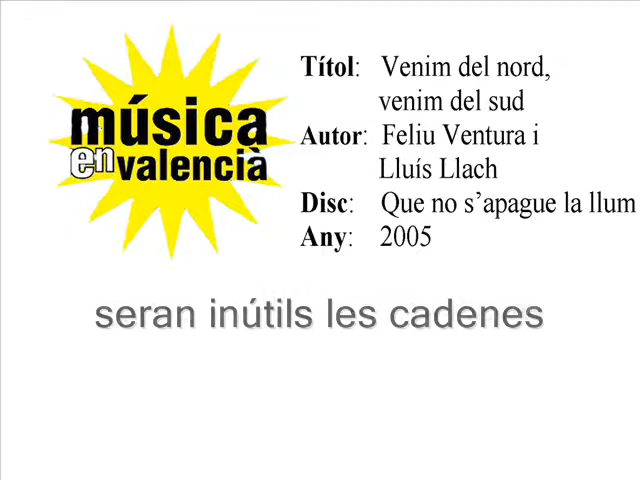 música
en valencià
Títol: Venim del nord,
venim del sud
Autor: Feliu Ventura i
Lluís Llach
Disc: Que no s’apague la llum
Any: 2005
seran inútils les cadenes